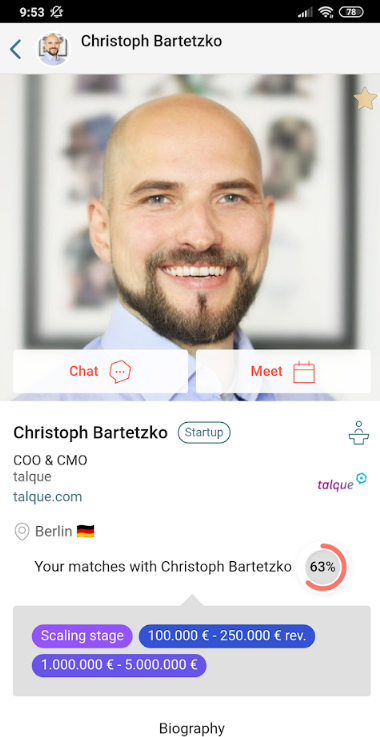 9:53
78
Christoph Bartetzko
Chat
Meet
Christoph Bartetzko
Startup
COO & CMO
talque
talque
talque.com
Berlin
Your matches with Christoph Bartetzko
63%
Scaling stage
100.000 € - 250.000 € rev.
1.000.000 € - 5.000.000 €
Biography